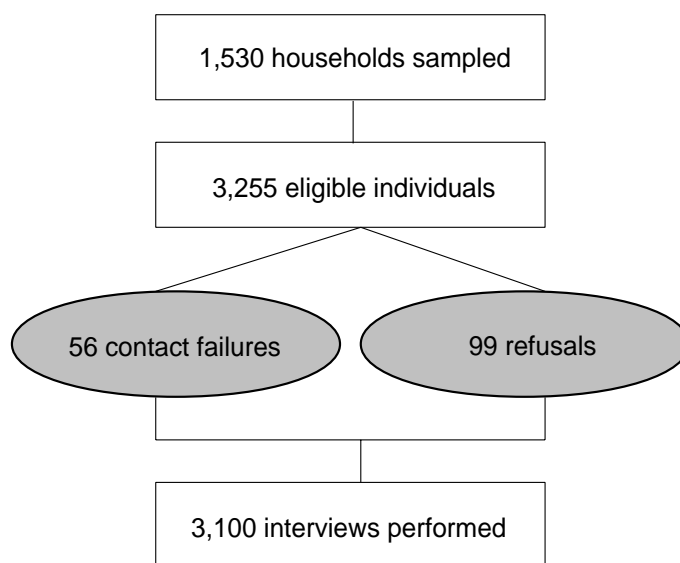 1,530 households sampled
3,255 eligible individuals
56 contact failures
99 refusals
3,100 interviews performed